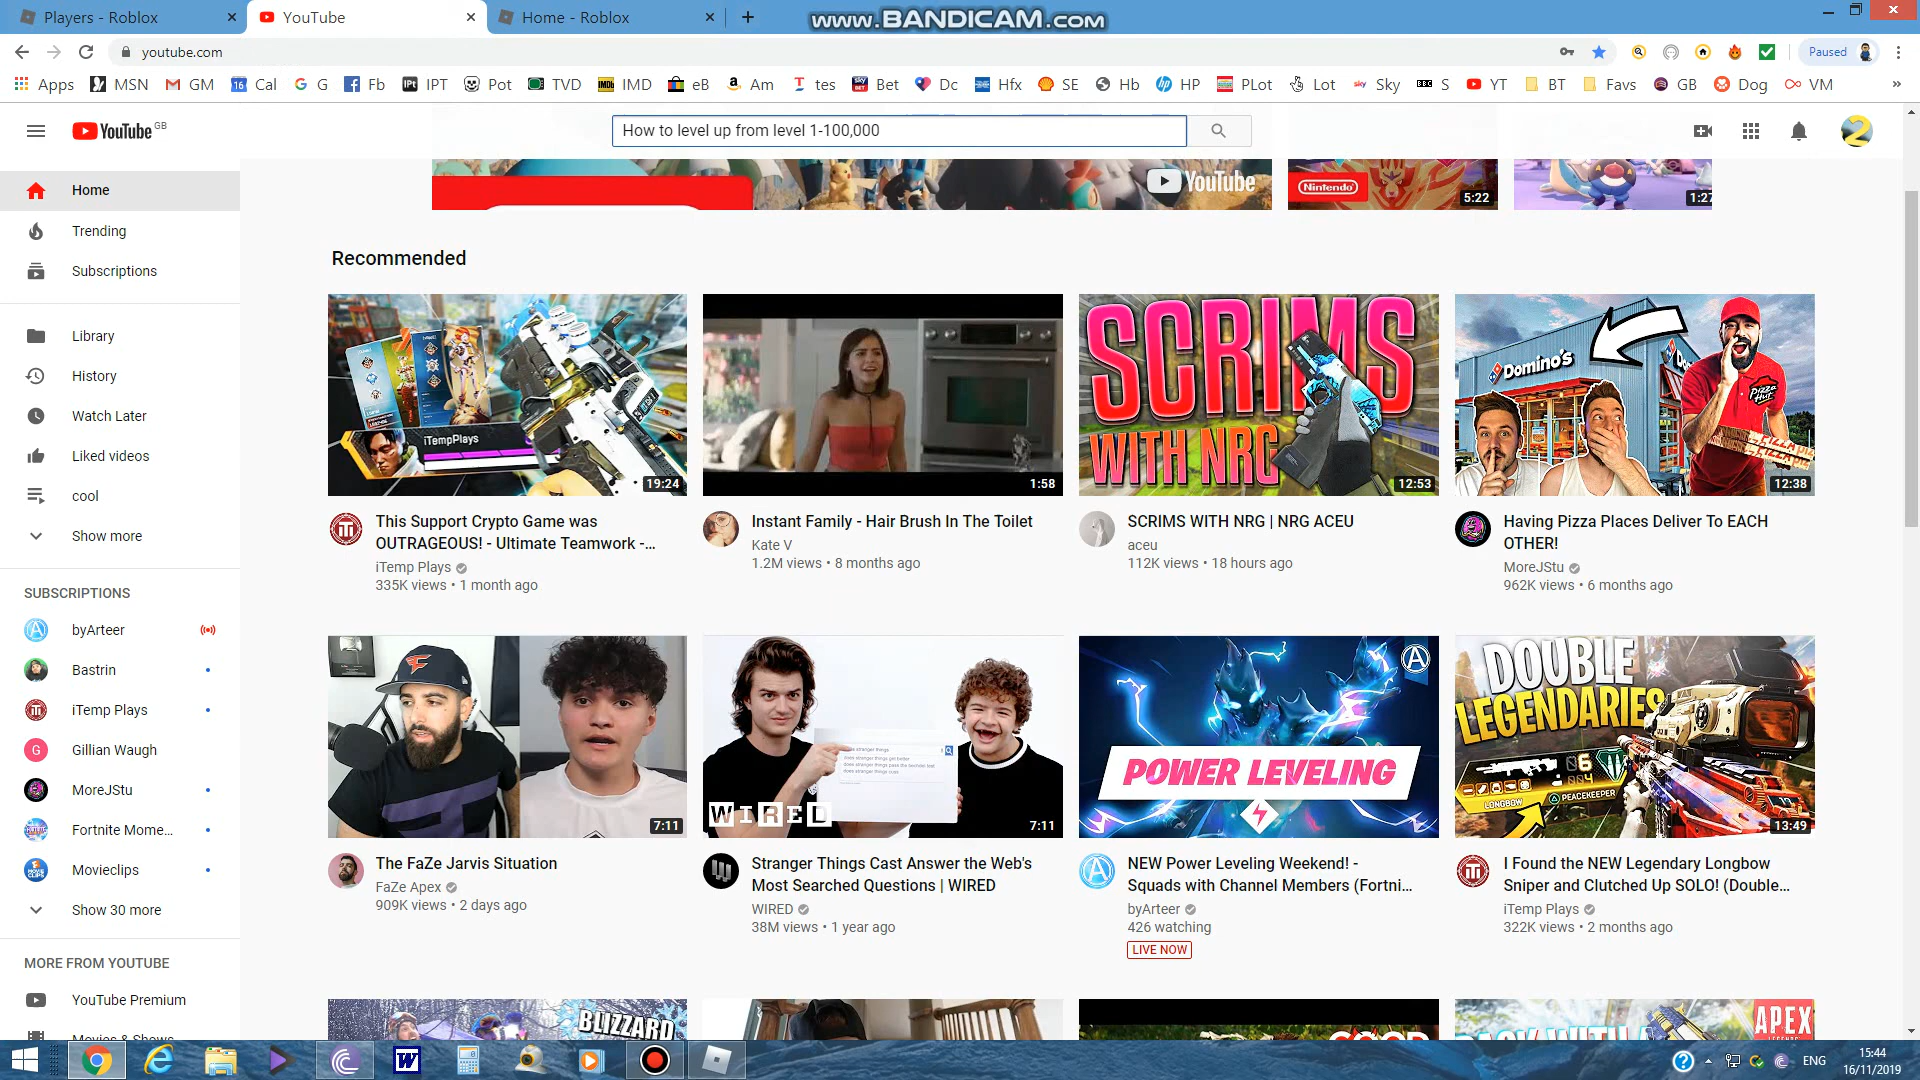 Players - Roblox
YouTube
Home - Roblox
www.BANDICAM.com
youtube.com
Paused
Apps MSN GM Cal G Fb IPT Pot TVD IMD eB Am tes Bet Dc Hfx SE Hb HP PLot Lot Sky S YT BT Favs GB Dog VM
YouTube GB
How to level up from level 1-100,000
Home
Trending
Subscriptions
Library
History
Watch Later
Liked videos
cool
Show more
SUBSCRIPTIONS
byArteer
Bastrin
iTemp Plays
Gillian Waugh
MoreJStu
Fortnite Mome...
Movieclips
Show 30 more
MORE FROM YOUTUBE
YouTube Premium
Movies & Shows
YouTube
Nintendo
5:22
1:27
Recommended
iTempPlays
19:24
1:58
SCRIMS
WITH NRG
12:53
Domino's
Pizza Hut
12:38
This Support Crypto Game was
OUTRAGEOUS! - Ultimate Teamwork -...
iTemp Plays
335K views • 1 month ago
Instant Family - Hair Brush In The Toilet
Kate V
1.2M views • 8 months ago
SCRIMS WITH NRG | NRG ACEU
aceu
112K views • 18 hours ago
Having Pizza Places Deliver To EACH
OTHER!
MoreJStu
962K views • 6 months ago
7:11
WIRED
7:11
POWER LEVELING
DOUBLE
LEGENDARIES
LONGBOW
PEACEKEEPER
13:49
The FaZe Jarvis Situation
FaZe Apex
909K views • 2 days ago
Stranger Things Cast Answer the Web's
Most Searched Questions | WIRED
WIRED
38M views • 1 year ago
NEW Power Leveling Weekend! -
Squads with Channel Members (Fortni...
byArteer
426 watching
LIVE NOW
I Found the NEW Legendary Longbow
Sniper and Clutched Up SOLO! (Double...
iTemp Plays
322K views • 2 months ago
BLIZZARD
APEX
ENG
15:44
16/11/2019